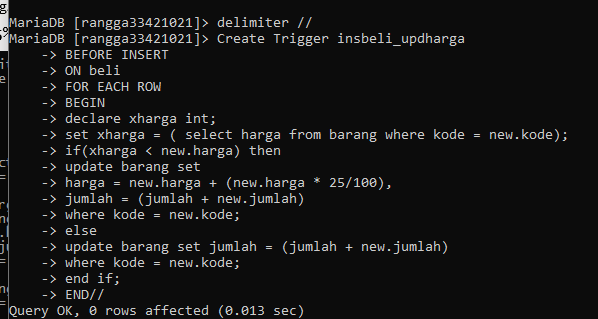 MariaDB [rangga33421021]> delimiter //
MariaDB [rangga33421021]> Create Trigger insbeli_updharga
-> BEFORE INSERT
-> ON beli
-> FOR EACH ROW
-> BEGIN
-> declare xharga int;
-> set xharga = ( select harga from barang where kode = new.kode);
-> if(xharga < new.harga) then
-> update barang set
-> harga = new.harga + (new.harga * 25/100),
-> jumlah = (jumlah + new.jumlah)
-> where kode = new.kode;
-> else
-> update barang set jumlah = (jumlah + new.jumlah)
-> where kode = new.kode;
-> end if;
-> END//
Query OK, 0 rows affected (0.013 sec)